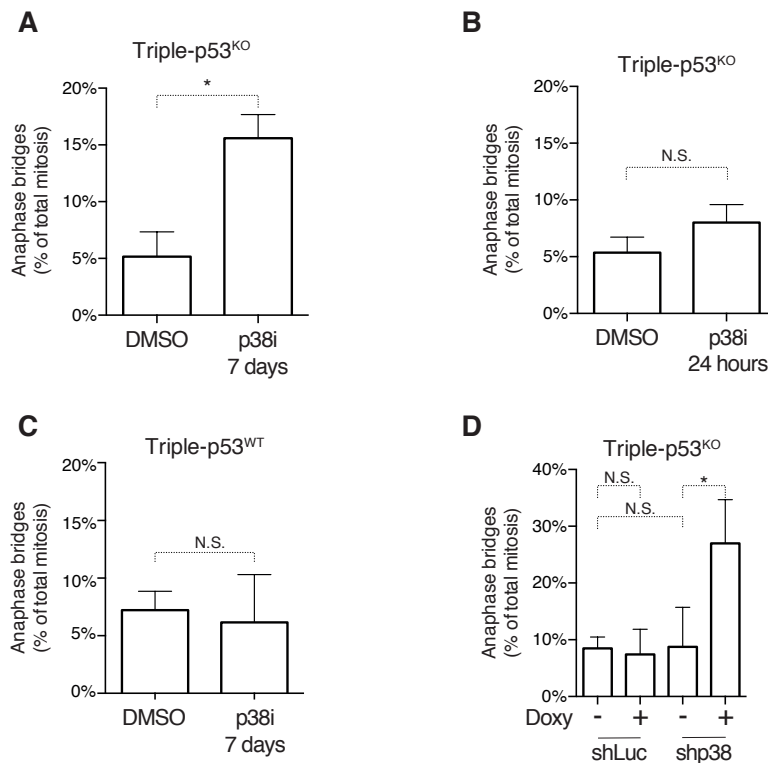 A
Triple-p53KO
Anaphase bridges
(% of total mitosis)
20%
15%
10%
5%
0%
*
DMSO
p38i
7 days
B
Triple-p53KO
Anaphase bridges
(% of total mitosis)
20%
15%
10%
5%
0%
N.S.
DMSO
p38i
24 hours
C
Triple-p53WT
Anaphase bridges
(% of total mitosis)
20%
15%
10%
5%
0%
N.S.
DMSO
p38i
7 days
D
Triple-p53KO
Anaphase bridges
(% of total mitosis)
40%
30%
20%
10%
0%
N.S.
*
N.S.
Doxy - + - +
shLuc shp38